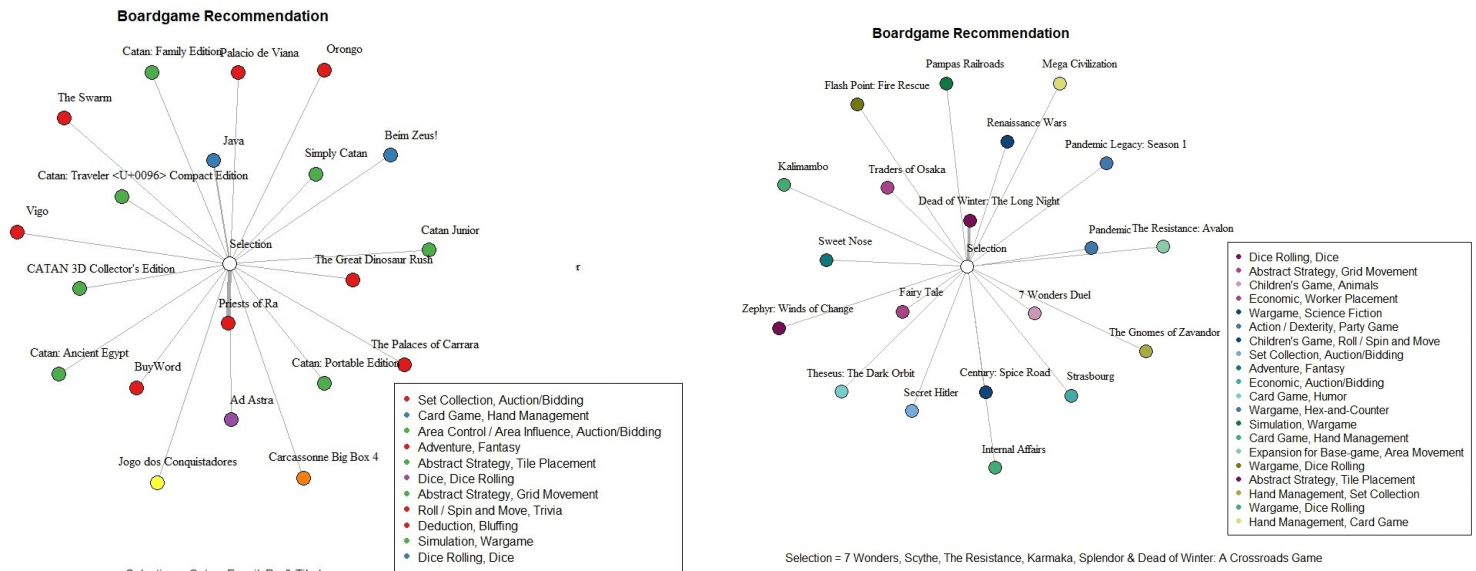 Boardgame Recommendation
Catan: Family Edition
Palacio de Viana
Orongo
The Swarm
Java
Beim Zeus!
Simply Catan
Catan: Traveler <U+0096> Compact Edition
Vigo
Selection
Catan Junior
CATAN 3D Collector's Edition
The Great Dinosaur Rush
Priests of Ra
Catan: Ancient Egypt
BuyWord
Catan: Portable Edition
The Palaces of Carrara
Ad Astra
Jogo dos Conquistadores
Carcassonne Big Box 4
Set Collection, Auction/Bidding
Card Game, Hand Management
Area Control / Area Influence, Auction/Bidding
Adventure, Fantasy
Abstract Strategy, Tile Placement
Dice, Dice Rolling
Abstract Strategy, Grid Movement
Roll / Spin and Move, Trivia
Deduction, Bluffing
Simulation, Wargame
Dice Rolling, Dice
r
Boardgame Recommendation
Pampas Railroads
Mega Civilization
Flash Point: Fire Rescue
Renaissance Wars
Pandemic Legacy: Season 1
Kalimambo
Traders of Osaka
Dead of Winter: The Long Night
Sweet Nose
Selection
Pandemic
The Resistance: Avalon
Zephyr: Winds of Change
Fairy Tale
7 Wonders Duel
The Gnomes of Zavandor
Theseus: The Dark Orbit
Secret Hitler
Century: Spice Road
Strasbourg
Internal Affairs
Dice Rolling, Dice
Abstract Strategy, Grid Movement
Children's Game, Animals
Economic, Worker Placement
Wargame, Science Fiction
Action / Dexterity, Party Game
Children's Game, Roll / Spin and Move
Set Collection, Auction/Bidding
Adventure, Fantasy
Economic, Auction/Bidding
Card Game, Humor
Wargame, Hex-and-Counter
Simulation, Wargame
Card Game, Hand Management
Expansion for Base-game, Area Movement
Wargame, Dice Rolling
Abstract Strategy, Tile Placement
Hand Management, Set Collection
Wargame, Dice Rolling
Hand Management, Card Game
Selection = 7 Wonders, Scythe, The Resistance, Karmaka, Splendor & Dead of Winter: A Crossroads Game